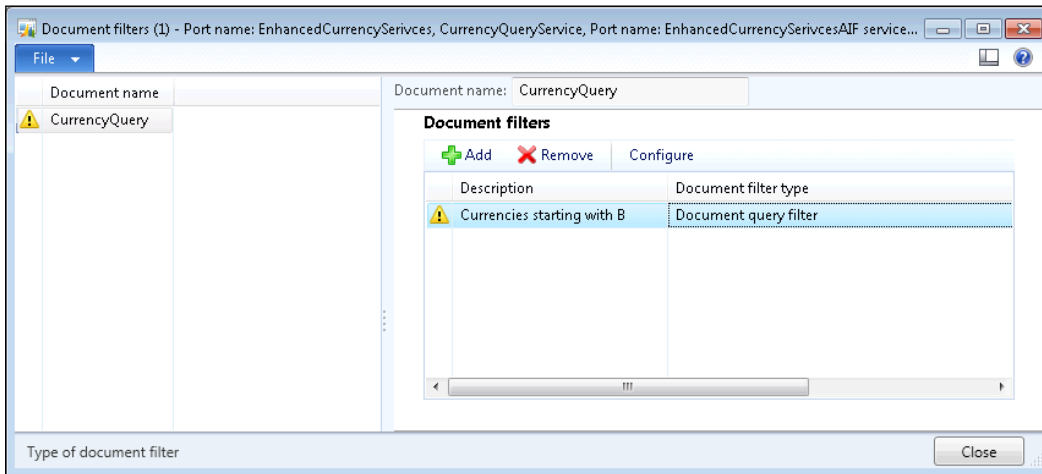 Document filters (1) - Port name: EnhancedCurrencySerivces, CurrencyQueryService, Port name: EnhancedCurrencySerivcesAIF service...
File
Document name
CurrencyQuery
Document name: CurrencyQuery
Document filters
Add Remove Configure
Description Document filter type
Currencies starting with B Document query filter
Type of document filter Close